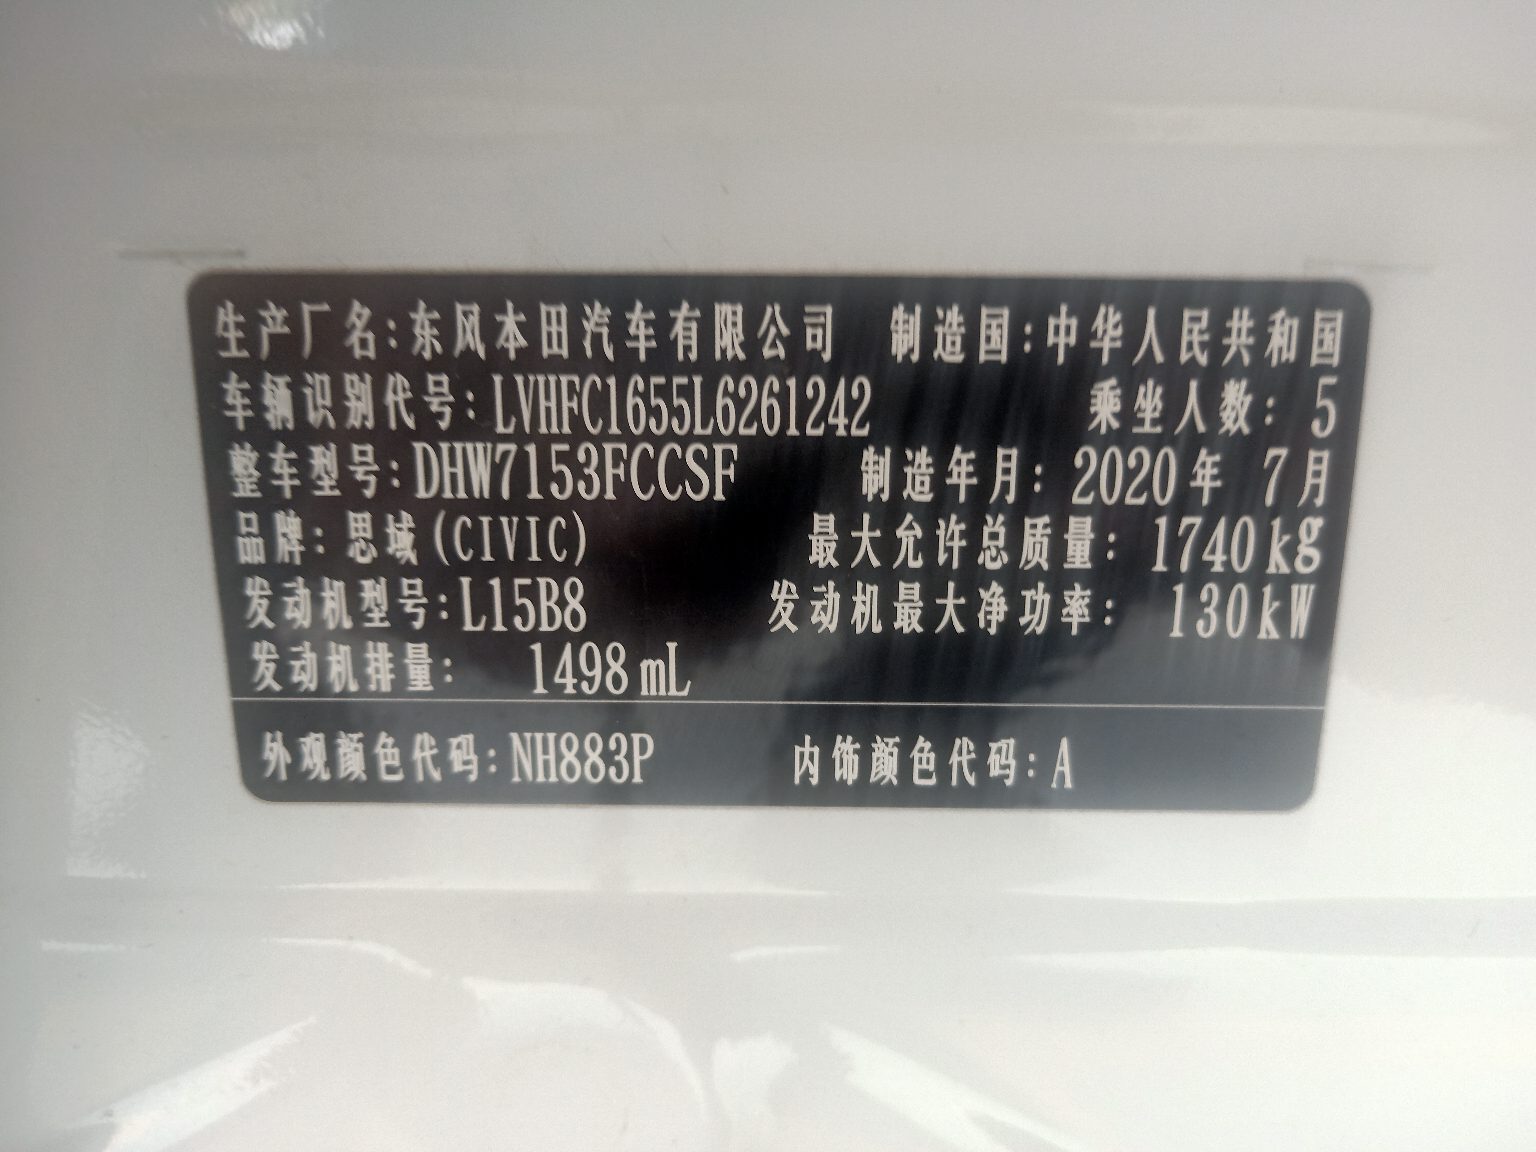 生产厂名:东风本田汽车有限公司 制造国:中华人民共和国
车辆识别代号:LVHFC1655L6261242 乘坐人数:5
整车型号:DHW7153FCCSF 制造年月:2020年 7月
品牌:思域(CIVIC) 最大允许总质量:1740kg
发动机型号:L15B8 发动机最大净功率:130kW
发动机排量: 1498mL
外观颜色代码:NH883P 内饰颜色代码:A